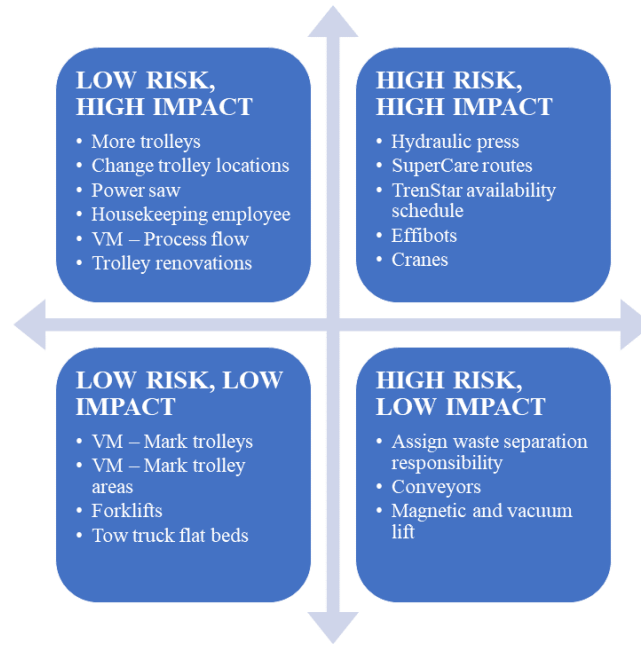 LOW RISK,
HIGH IMPACT
• More trolleys
• Change trolley locations
• Power saw
• Housekeeping employee
• VM – Process flow
• Trolley renovations
HIGH RISK,
HIGH IMPACT
• Hydraulic press
• SuperCare routes
• TrenStar availability
schedule
• Effibots
• Cranes
LOW RISK, LOW
IMPACT
• VM – Mark trolleys
• VM – Mark trolley
areas
• Forklifts
• Tow truck flat beds
HIGH RISK,
LOW IMPACT
• Assign waste separation
responsibility
• Conveyors
• Magnetic and vacuum
lift